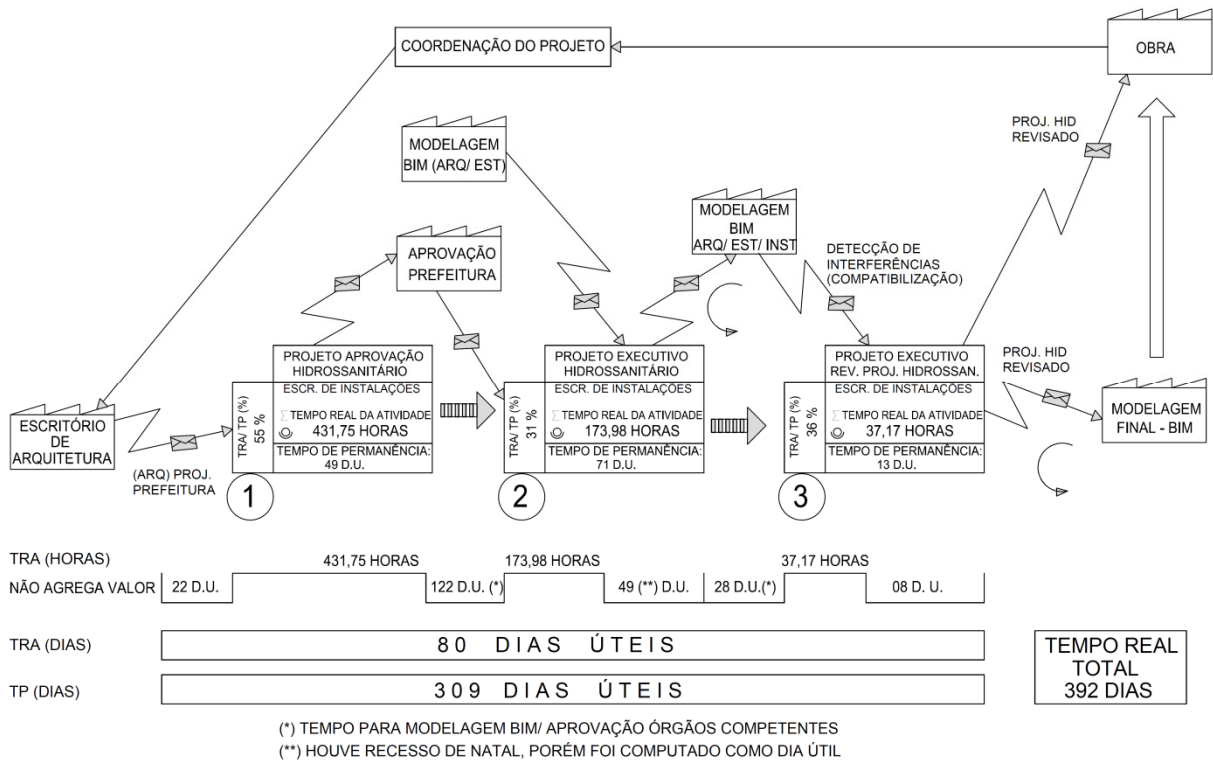 COORDENAÇÃO DO PROJETO
OBRA
PROJ. HID
REVISADO
MODELAGEM
BIM (ARQ/ EST)
MODELAGEM
BIM
ARQ/ EST/ INST
APROVAÇÃO
PREFEITURA
DETECÇÃO DE
INTERFERÊNCIAS
(COMPATIBILIZAÇÃO)
ESCRITÓRIO
DE
ARQUITETURA
(ARQ) PROJ.
PREFEITURA
PROJETO APROVAÇÃO
HIDROSSANITÁRIO
ESCR. DE INSTALAÇÕES
∑TEMPO REAL DA ATIVIDADE
431,75 HORAS
TEMPO DE PERMANÊNCIA:
49 D.U.
TRA/ TP (%)
55 %
1
PROJETO EXECUTIVO
HIDROSSANITÁRIO
ESCR. DE INSTALAÇÕES
∑TEMPO REAL DA ATIVIDADE
173,98 HORAS
TEMPO DE PERMANÊNCIA:
71 D.U.
TRA/ TP (%)
31 %
2
PROJETO EXECUTIVO
REV. PROJ. HIDROSSAN.
ESCR. DE INSTALAÇÕES
∑TEMPO REAL DA ATIVIDADE
37,17 HORAS
TEMPO DE PERMANÊNCIA:
13 D.U.
TRA/ TP (%)
36 %
3
PROJ. HID
REVISADO
MODELAGEM
FINAL - BIM
TRA (HORAS) 431,75 HORAS 173,98 HORAS 37,17 HORAS
NÃO AGREGA VALOR 22 D.U. 122 D.U. (*) 49 (**) D.U. 28 D.U.(*) 08 D. U.
TRA (DIAS) 80 DIAS ÚTEIS
TP (DIAS) 309 DIAS ÚTEIS
TEMPO REAL
TOTAL
392 DIAS
(*) TEMPO PARA MODELAGEM BIM/ APROVAÇÃO ÓRGÃOS COMPETENTES
(**) HOUVE RECESSO DE NATAL, PORÉM FOI COMPUTADO COMO DIA ÚTIL